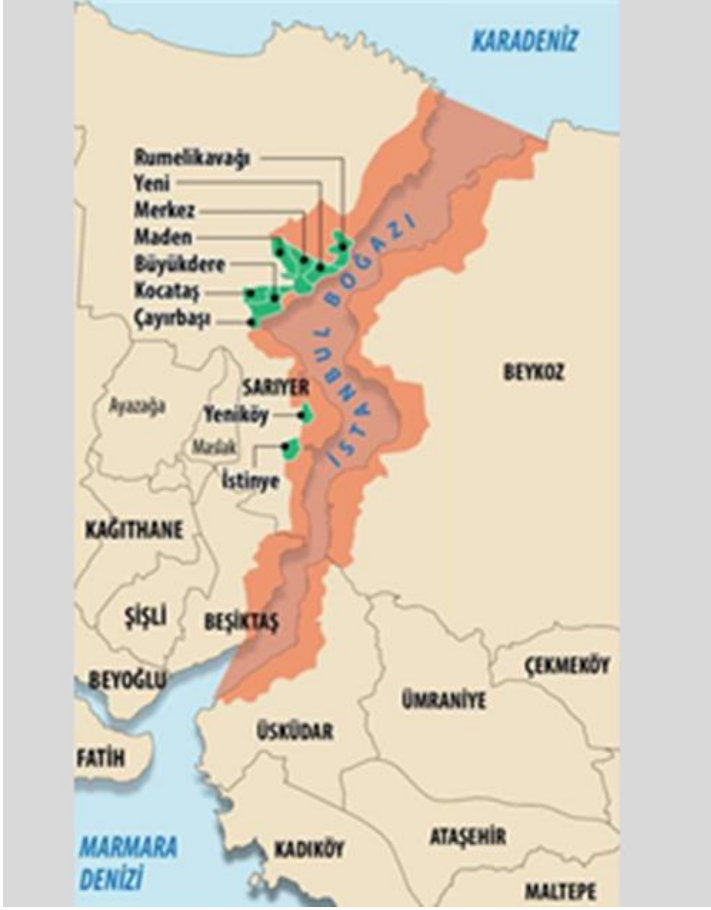 KARADENİZ
Rumelikavağı
Yeni
Merkez
Maden
Büyükdere
Kocataş
Çayırbaşı
İSTANBUL BOĞAZI
BEYKOZ
SARIYER
Ayazağa
Yeniköy
Maslak
İstinye
KAĞITHANE
ŞİŞLİ
BEŞİKTAŞ
ÇEKMEKÖY
BEYOĞLU
ÜMRANİYE
ÜSKÜDAR
FATİH
ATAŞEHİR
MARMARA
DENİZİ
KADIKÖY
MALTEPE